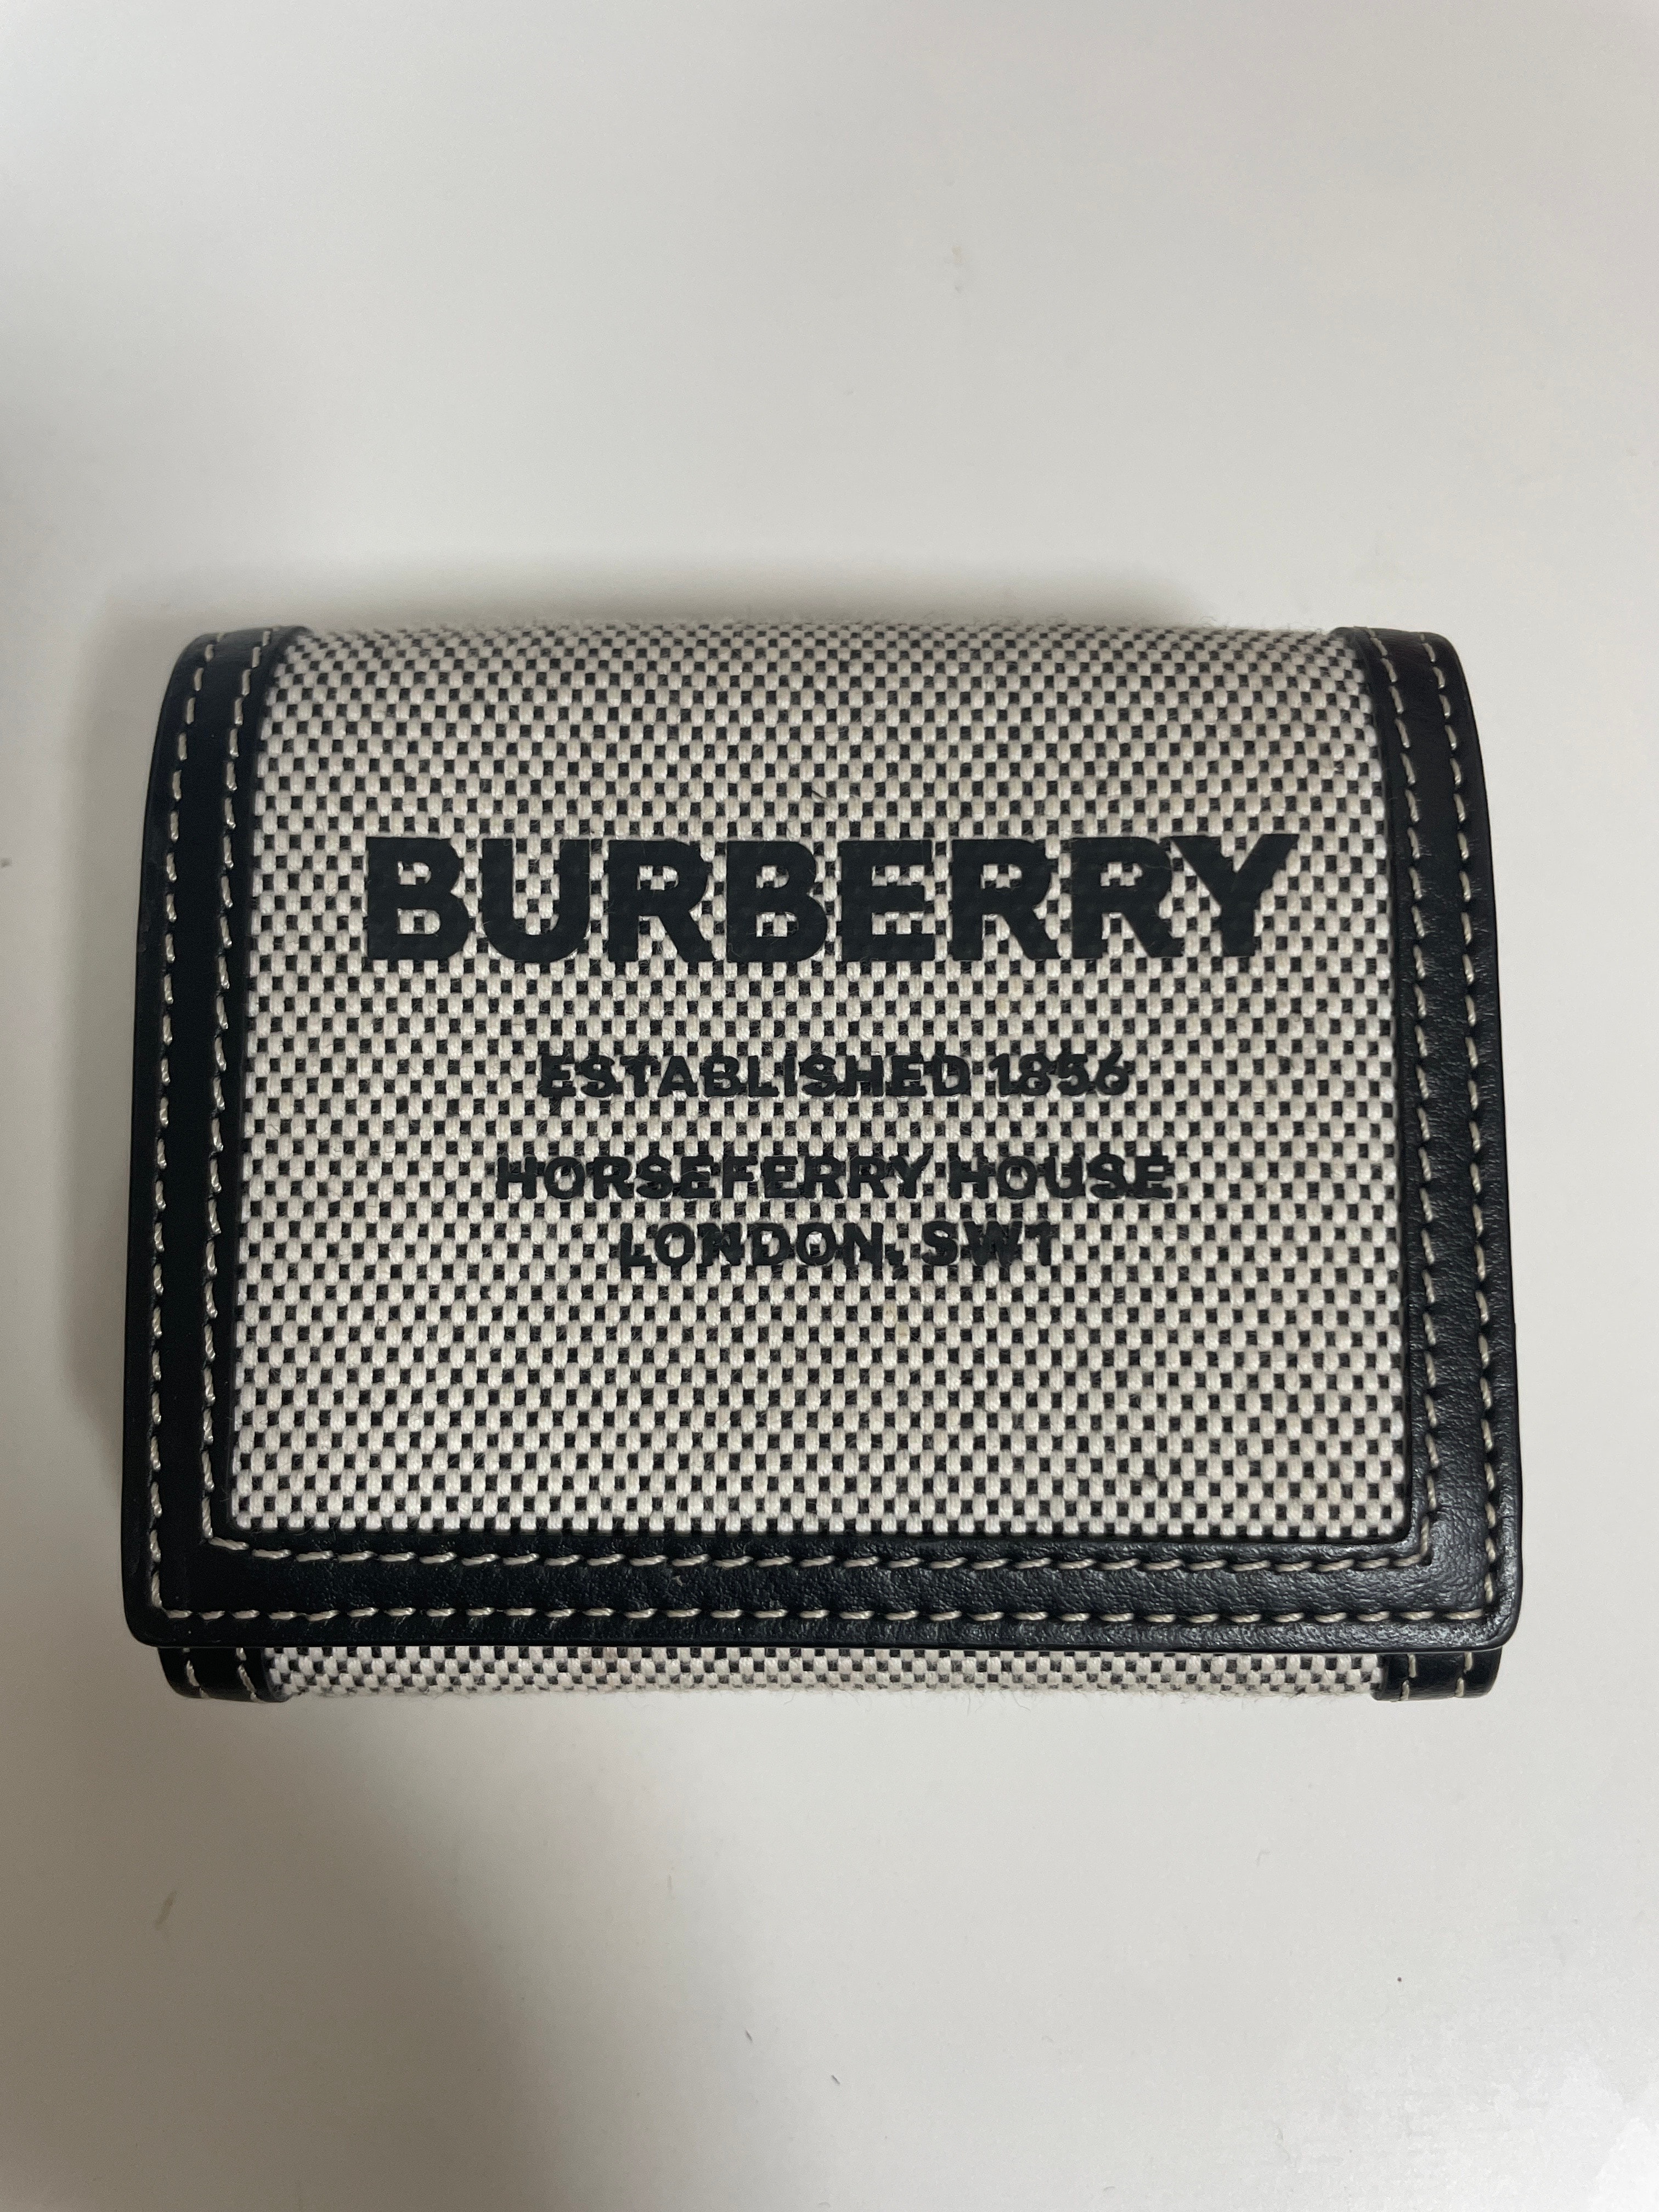 BURBERRY
ESTABLISHED 1856
HORSEFERRY HOUSE
LONDON, SW1